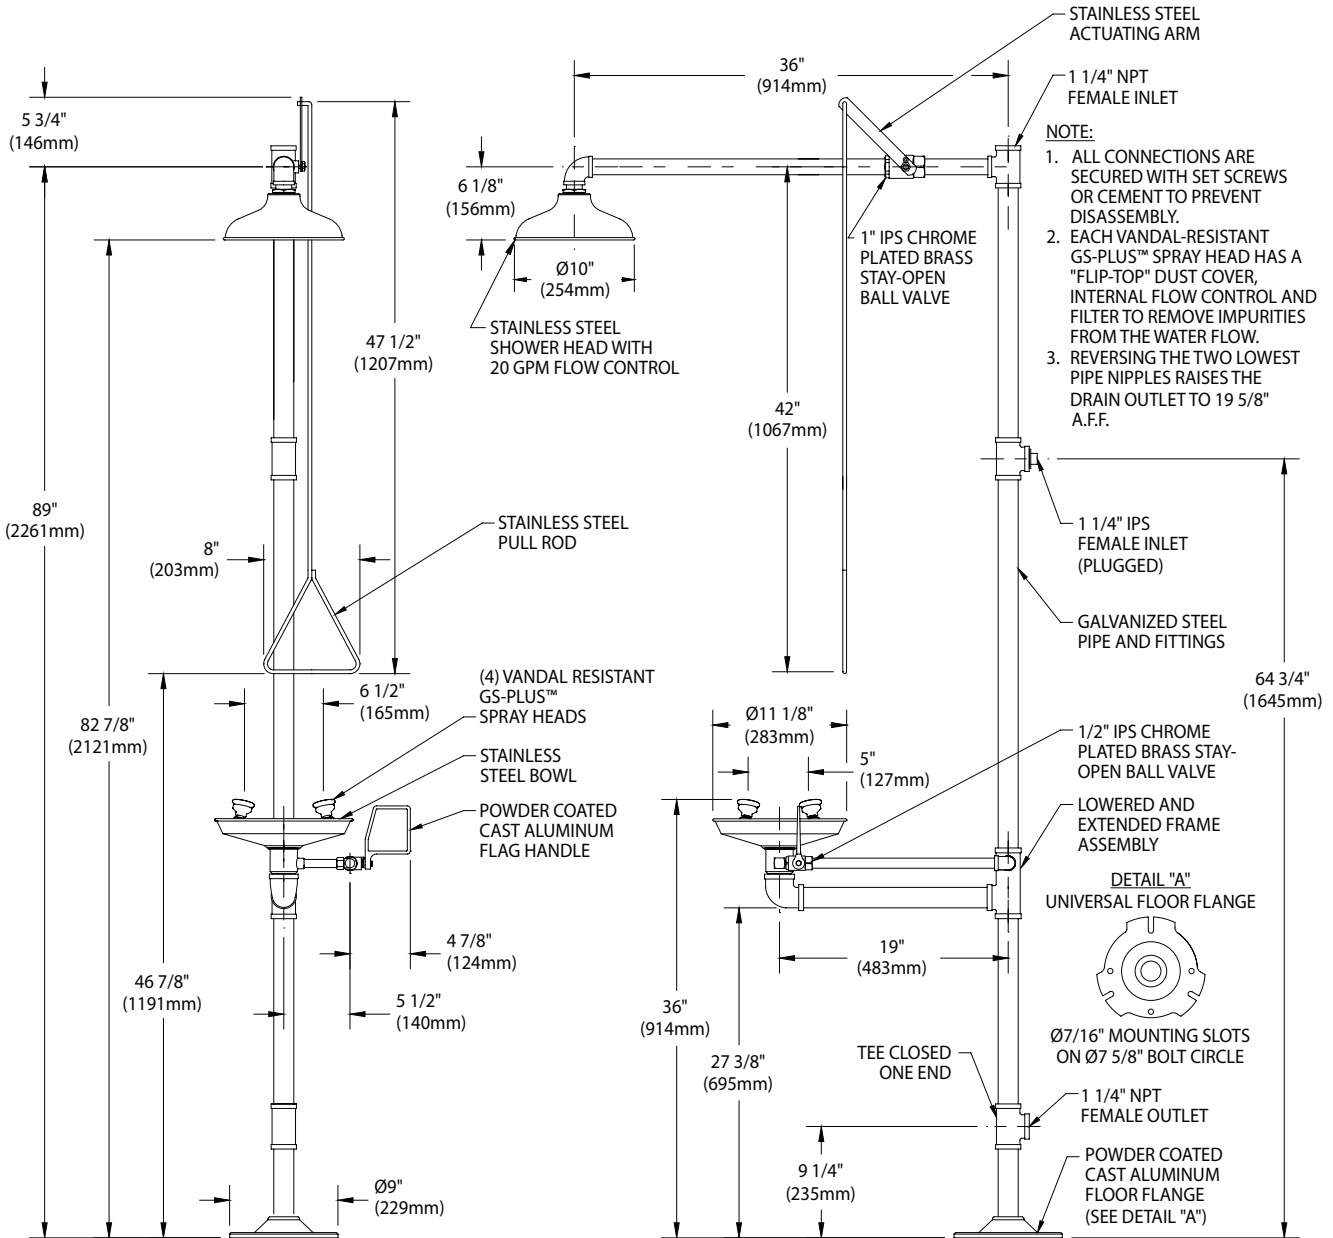 STAINLESS STEEL
ACTUATING ARM
36"
(914mm)
1 1/4" NPT
FEMALE INLET
5 3/4"
(146mm)
NOTE:
1. ALL CONNECTIONS ARE
SECURED WITH SET SCREWS
OR CEMENT TO PREVENT
DISASSEMBLY.
2. EACH VANDAL-RESISTANT
GS-PLUS™ SPRAY HEAD HAS A
"FLIP-TOP" DUST COVER,
INTERNAL FLOW CONTROL AND
FILTER TO REMOVE IMPURITIES
FROM THE WATER FLOW.
3. REVERSING THE TWO LOWEST
PIPE NIPPLES RAISES THE
DRAIN OUTLET TO 19 5/8"
A.F.F.
6 1/8"
(156mm)
1" IPS CHROME
PLATED BRASS
STAY-OPEN
BALL VALVE
Ø10"
(254mm)
STAINLESS STEEL
SHOWER HEAD WITH
20 GPM FLOW CONTROL
47 1/2"
(1207mm)
42"
(1067mm)
89"
(2261mm)
STAINLESS STEEL
PULL ROD
8"
(203mm)
1 1/4" IPS
FEMALE INLET
(PLUGGED)
GALVANIZED STEEL
PIPE AND FITTINGS
64 3/4"
(1645mm)
(4) VANDAL RESISTANT
GS-PLUS™
SPRAY HEADS
6 1/2"
(165mm)
82 7/8"
(2121mm)
Ø11 1/8"
(283mm)
5"
(127mm)
1/2" IPS CHROME
PLATED BRASS STAY-
OPEN BALL VALVE
STAINLESS
STEEL BOWL
POWDER COATED
CAST ALUMINUM
FLAG HANDLE
LOWERED AND
EXTENDED FRAME
ASSEMBLY
DETAIL "A"
UNIVERSAL FLOOR FLANGE
4 7/8"
(124mm)
19"
(483mm)
46 7/8"
(1191mm)
5 1/2"
(140mm)
36"
(914mm)
27 3/8"
(695mm)
Ø7/16" MOUNTING SLOTS
ON Ø7 5/8" BOLT CIRCLE
TEE CLOSED
ONE END
1 1/4" NPT
FEMALE OUTLET
9 1/4"
(235mm)
POWDER COATED
CAST ALUMINUM
FLOOR FLANGE
(SEE DETAIL "A")
Ø9"
(229mm)